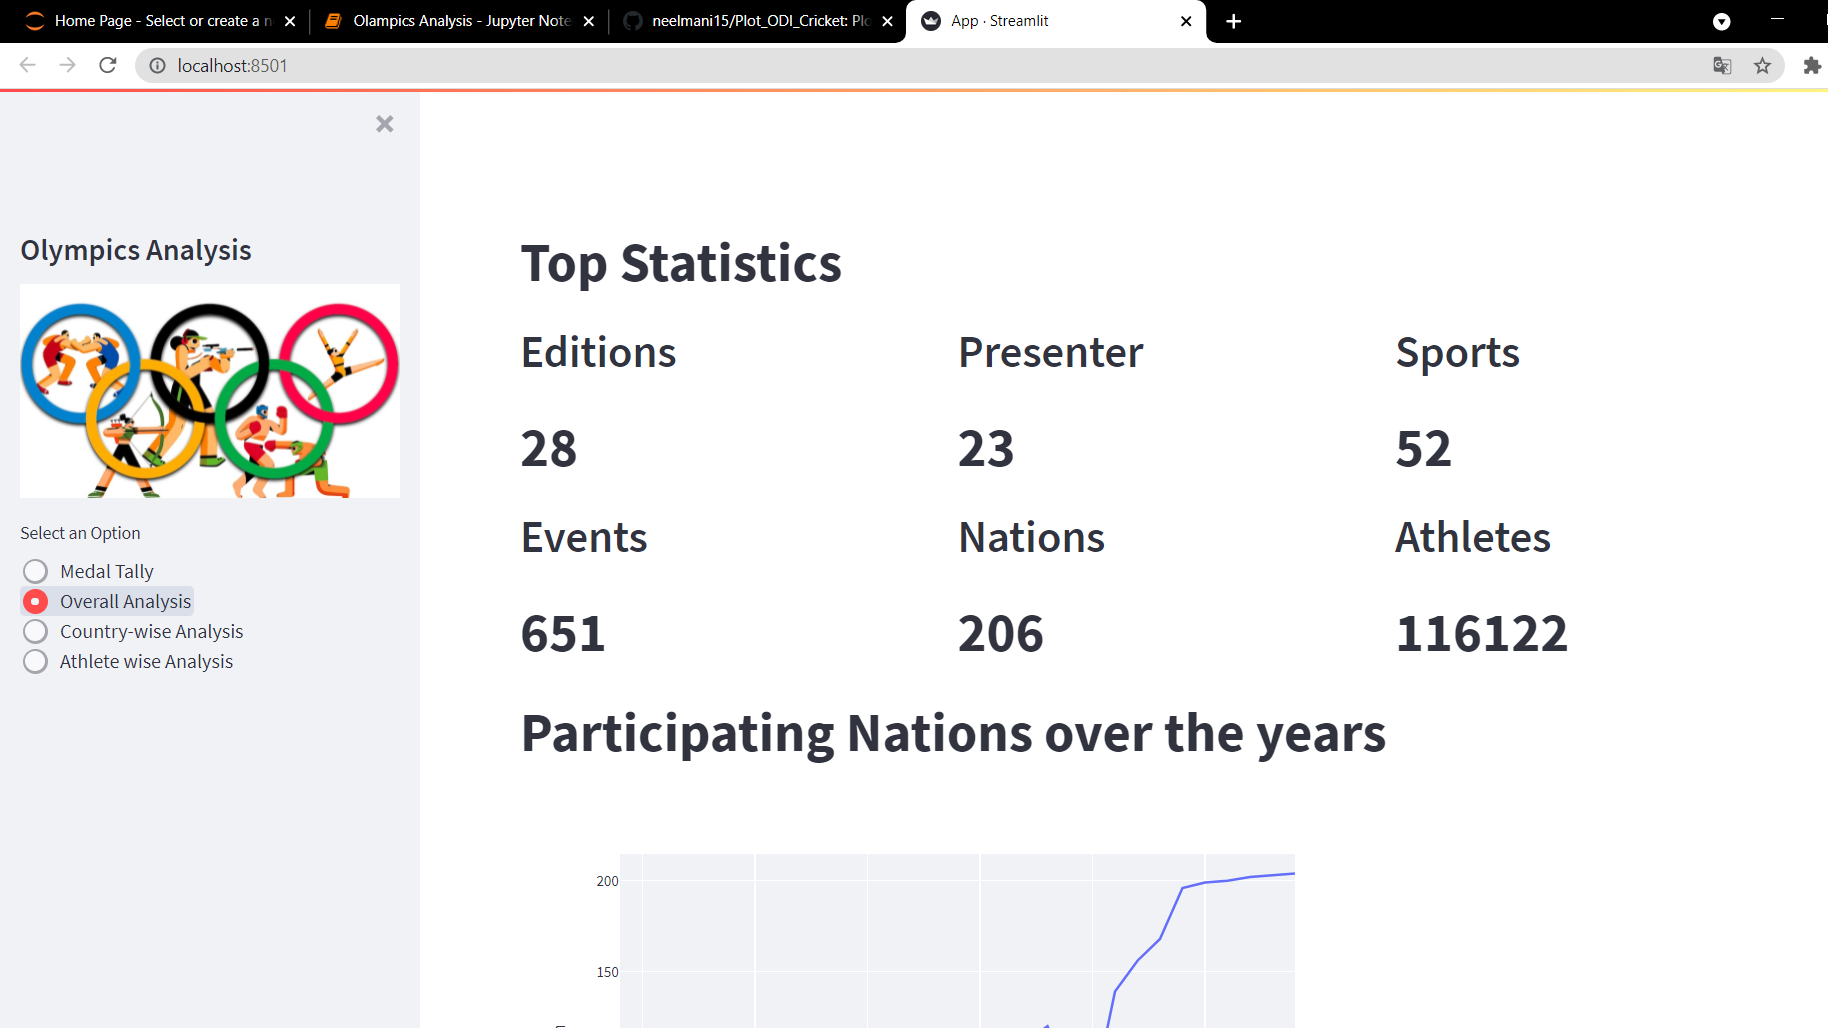 Home Page - Select or create a n
Olampics Analysis - Jupyter Note
neelmani15/Plot_ODI_Cricket: Plo
App · Streamlit
localhost:8501
Olympics Analysis
Select an Option
Medal Tally
Overall Analysis
Country-wise Analysis
Athlete wise Analysis
Top Statistics
Editions Presenter Sports
28 23 52
Events Nations Athletes
651 206 116122
Participating Nations over the years
200
150